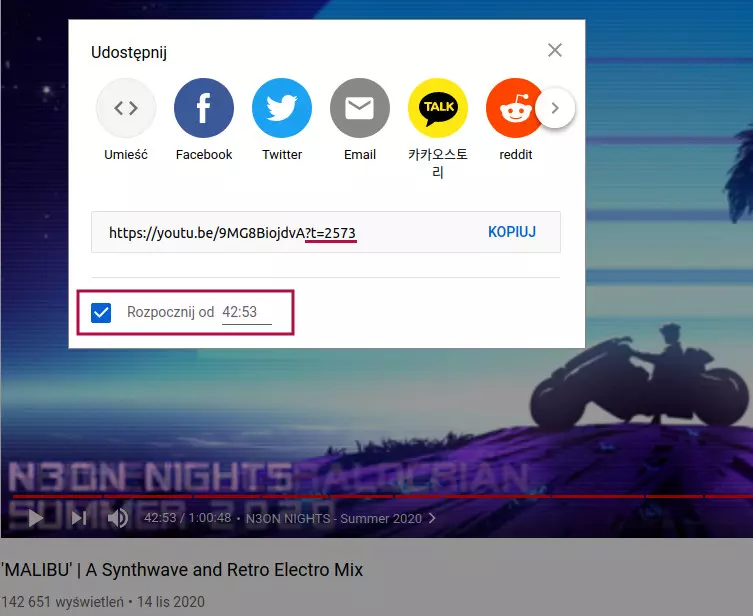 Udostępnij
Umieść
Facebook
Twitter
Email
TALK
카카오스토
리
reddit
https://youtu.be/9MG8BiojdvA?t=2573
KOPIUJ
Rozpocznij od 42:53
N3ON NIGHTS
SUMMER 2020
42:53 / 1:00:48 • N3ON NIGHTS - Summer 2020
'MALIBU' | A Synthwave and Retro Electro Mix
142 651 wyświetleń • 14 lis 2020